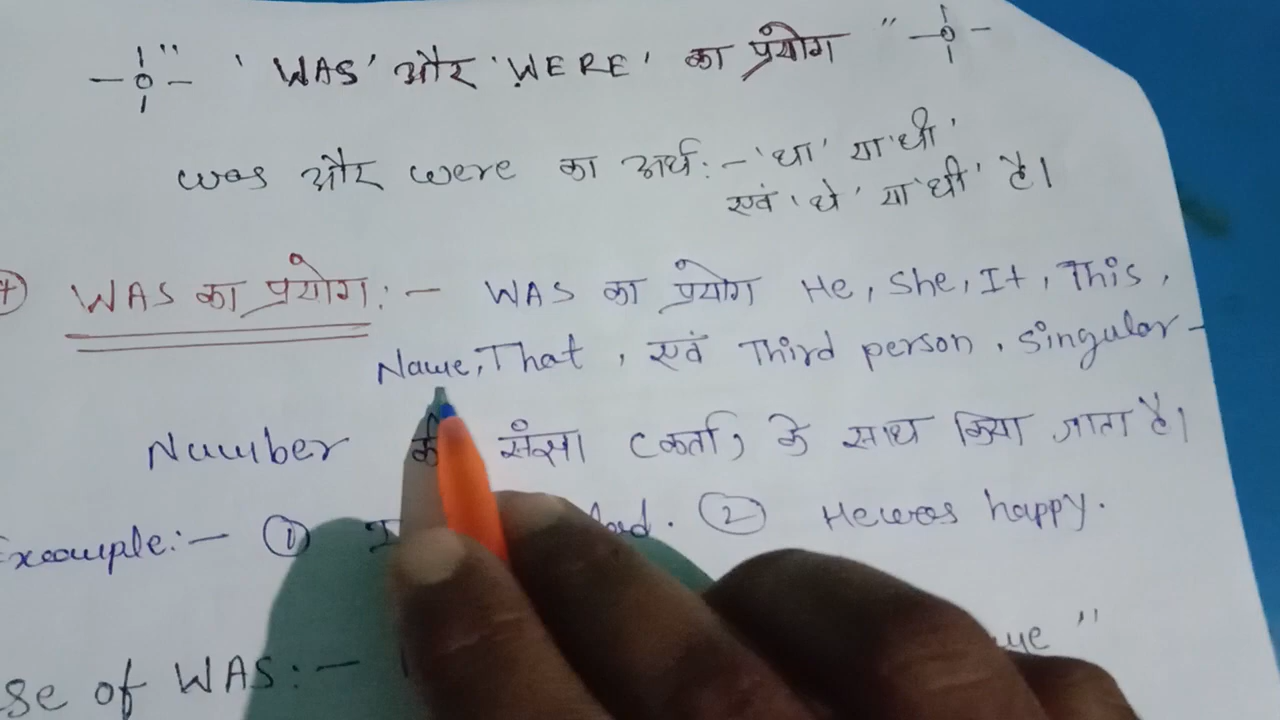 " 'WAS' और 'WERE' का प्रयोग "
was और were का अर्थ:- 'था' या 'थी'
एवं 'थे' या 'थी' है।
WAS का प्रयोग :- WAS का प्रयोग He, She, It, This,
Name, That, एवं Third person, Singular-
Number की संज्ञा (कर्ता) के साथ किया जाता है।
Example:- ① I ② He was happy.
se of WAS:-
"